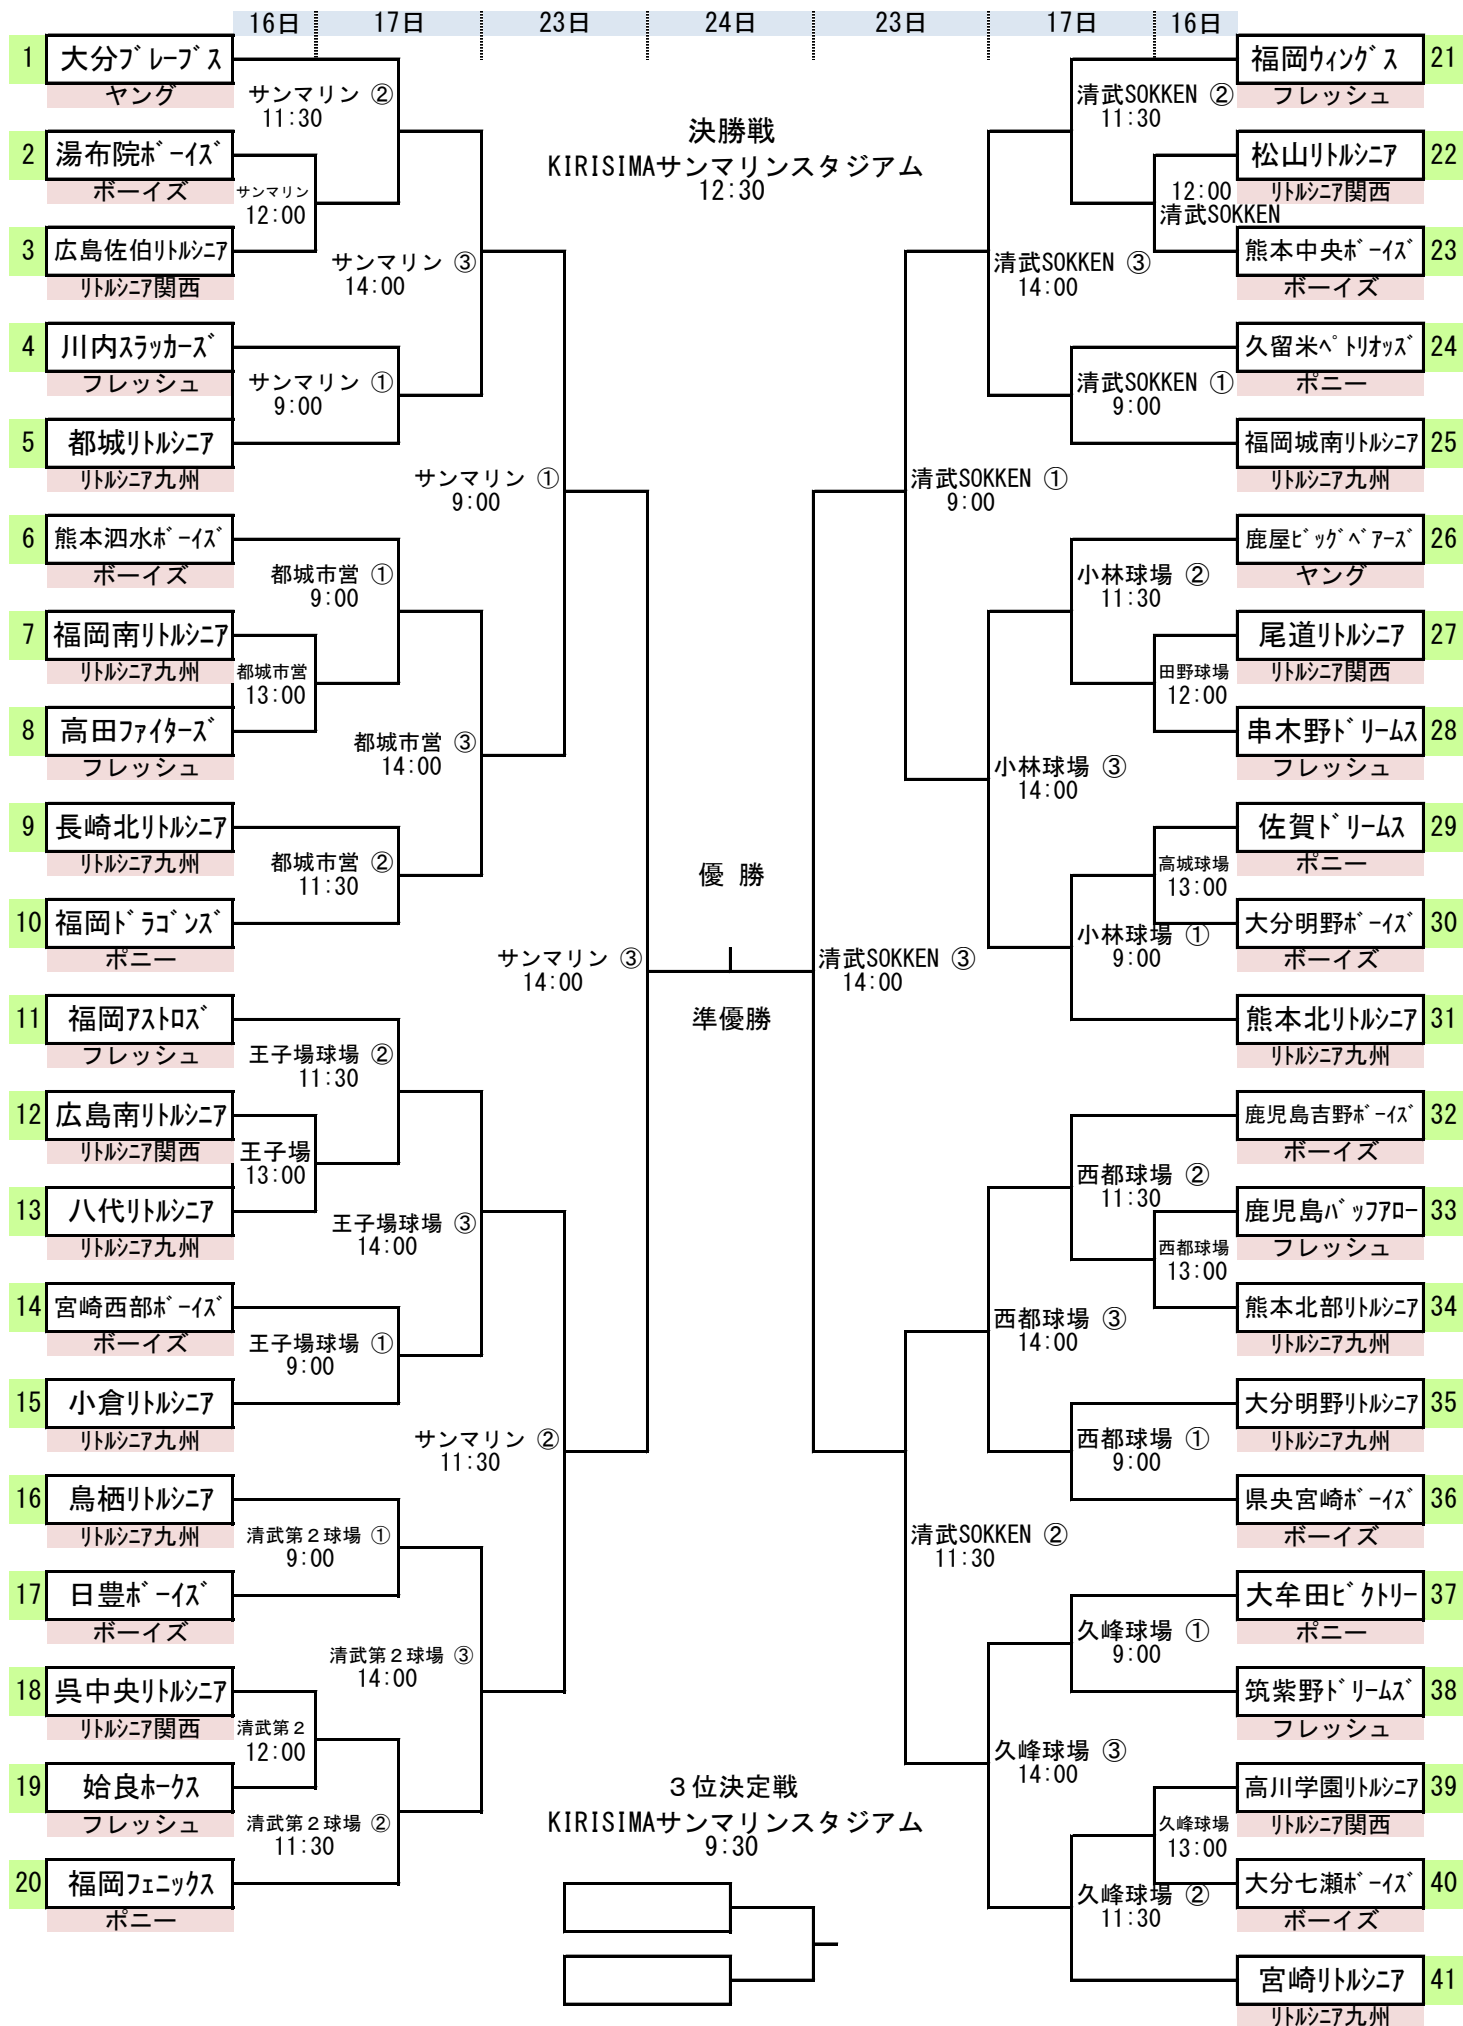 16日 17日 23日 24日 23日 17日 16日
1 大分ブレーブス
ヤング
サンマリン ②
11:30
2 湯布院ボーイズ
ボーイズ
サンマリン
12:00
3 広島佐伯リトルシニア
リトルシニア関西
サンマリン ③
14:00
4 川内スラッカーズ
フレッシュ
サンマリン ①
9:00
5 都城リトルシニア
リトルシニア九州
サンマリン ①
9:00
6 熊本泗水ボーイズ
ボーイズ
都城市営 ①
9:00
7 福岡南リトルシニア
リトルシニア九州
都城市営
13:00
8 高田ファイターズ
フレッシュ
都城市営 ③
14:00
9 長崎北リトルシニア
リトルシニア九州
都城市営 ②
11:30
10 福岡ドラゴンズ
ポニー
サンマリン ③
14:00
11 福岡アストロズ
フレッシュ
王子場球場 ②
11:30
12 広島南リトルシニア
リトルシニア関西
王子場
13:00
13 八代リトルシニア
リトルシニア九州
王子場球場 ③
14:00
14 宮崎西部ボーイズ
ボーイズ
王子場球場 ①
9:00
15 小倉リトルシニア
リトルシニア九州
サンマリン ②
11:30
16 鳥栖リトルシニア
リトルシニア九州
清武第2球場 ①
9:00
17 日豊ボーイズ
ボーイズ
清武第2球場 ③
14:00
18 呉中央リトルシニア
リトルシニア関西
清武第2
12:00
19 姶良ホークス
フレッシュ
清武第2球場 ②
11:30
20 福岡フェニックス
ポニー
決勝戦
KIRISIMAサンマリンスタジアム
12:30
優 勝
準優勝
3位決定戦
KIRISIMAサンマリンスタジアム
9:30
福岡ウィングス 21
フレッシュ
清武SOKKEN ②
11:30
松山リトルシニア 22
リトルシニア関西
12:00
清武SOKKEN
熊本中央ボーイズ 23
ボーイズ
清武SOKKEN ③
14:00
久留米ペトリオッズ 24
ポニー
清武SOKKEN ①
9:00
福岡城南リトルシニア 25
リトルシニア九州
清武SOKKEN ①
9:00
鹿屋ビッグベアーズ 26
ヤング
小林球場 ②
11:30
尾道リトルシニア 27
リトルシニア関西
田野球場
12:00
串木野ドリームス 28
フレッシュ
小林球場 ③
14:00
佐賀ドリームス 29
ポニー
高城球場
13:00
大分明野ボーイズ 30
ボーイズ
小林球場 ①
9:00
清武SOKKEN ③
14:00
熊本北リトルシニア 31
リトルシニア九州
鹿児島吉野ボーイズ 32
ボーイズ
西都球場 ②
11:30
鹿児島バッファロー 33
フレッシュ
西都球場
13:00
熊本北部リトルシニア 34
リトルシニア九州
西都球場 ③
14:00
大分明野リトルシニア 35
リトルシニア九州
西都球場 ①
9:00
県央宮崎ボーイズ 36
ボーイズ
清武SOKKEN ②
11:30
大牟田ビクトリー 37
ポニー
久峰球場 ①
9:00
筑紫野ドリームズ 38
フレッシュ
久峰球場 ③
14:00
高川学園リトルシニア 39
リトルシニア関西
久峰球場
13:00
大分七瀬ボーイズ 40
ボーイズ
久峰球場 ②
11:30
宮崎リトルシニア 41
リトルシニア九州